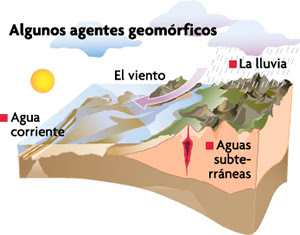 Algunos agentes geomórficos
El viento
La lluvia
Agua
corriente
Aguas
subte-
rráneas